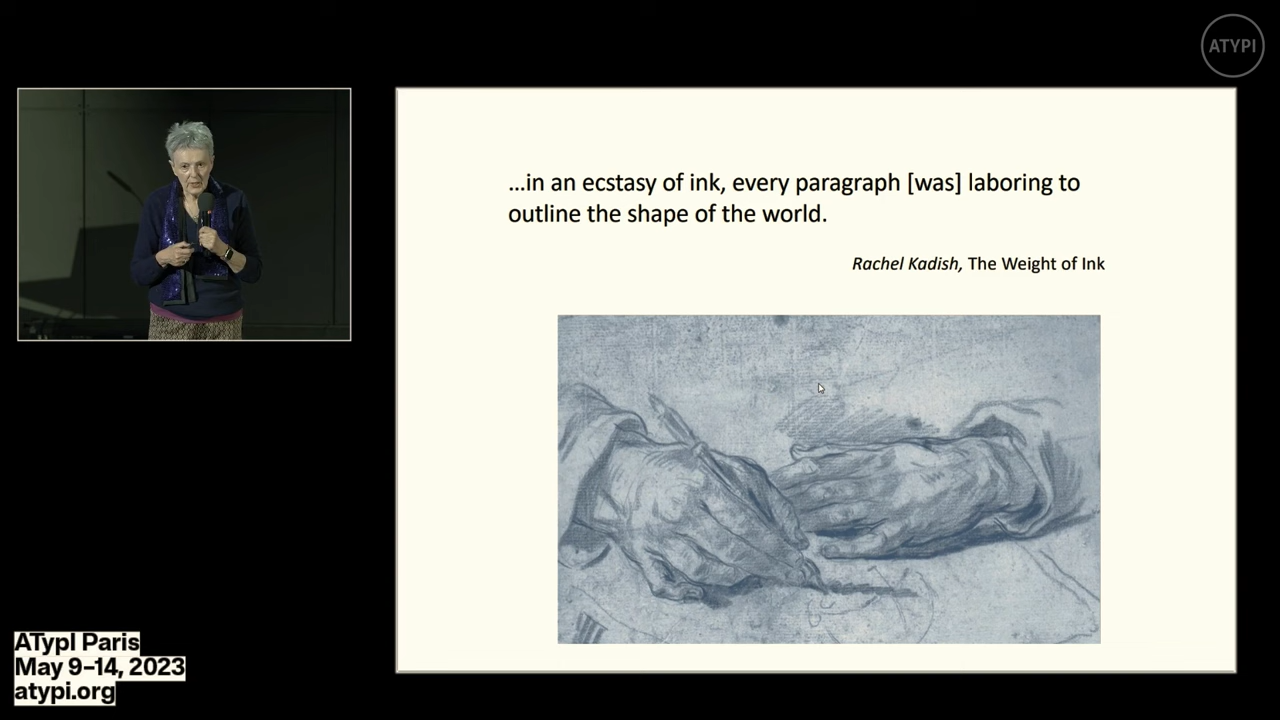 ATYPI
...in an ecstasy of ink, every paragraph [was] laboring to
outline the shape of the world.
Rachel Kadish, The Weight of Ink
ATypI Paris
May 9–14, 2023
atypi.org